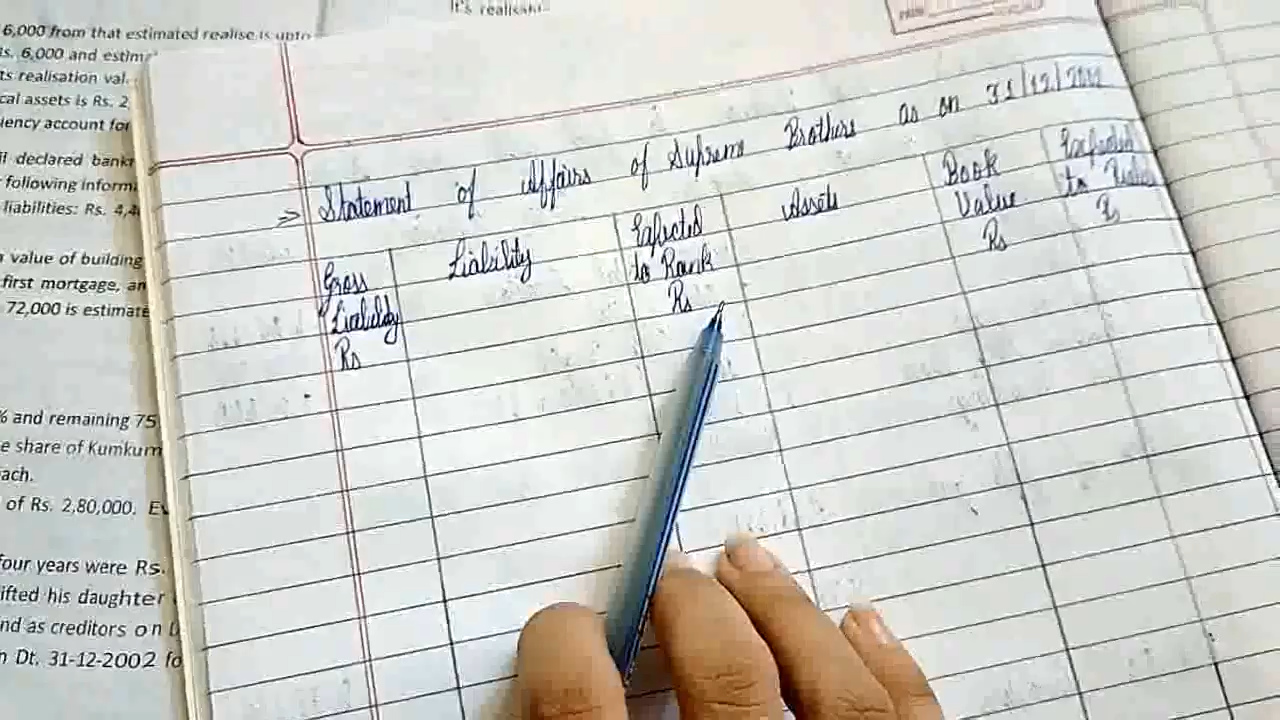 It's realisat
6,000 from that estimated realise is upto
s. 6,000 and estim
ts realisation val
cal assets is Rs. 2,
iency account for
declared bankr
following inform
liabilities: Rs. 4,4
value of building
first mortgage, an
72,000 is estimate
% and remaining 75
e share of Kumkum
ach.
of Rs. 2,80,000. Ev
four years were Rs.
ifted his daughter
nd as creditors on D
n Dt. 31-12-2002 fo
⇒ Statement of Affairs of Supreme Brothers as on 31/12/2002
Gross Liability Rs
Liability
Expected to Rank Rs
Assets
Book Value Rs
Expected to